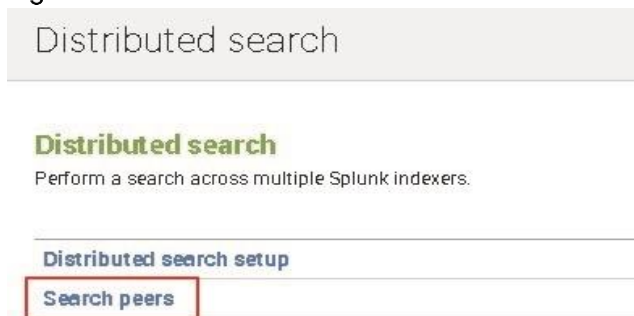 Distributed search
Distributed search
Perform a search across multiple Splunk indexers.
Distributed search setup
Search peers